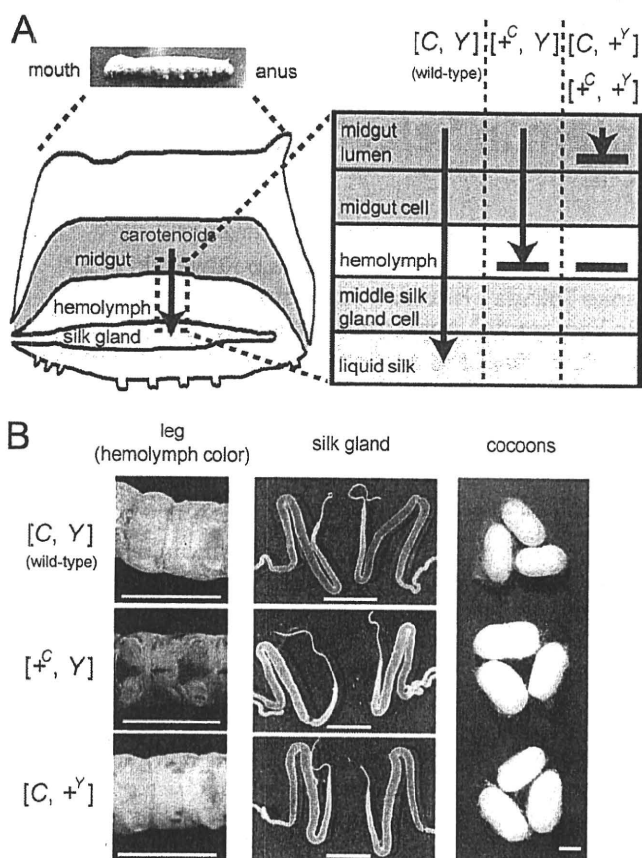 A
mouth
anus
carotenoids
midgut
hemolymph
silk gland
[C, Y]
(wild-type)
[+^C, Y]
[C, +^Y]
[+^C, +^Y]
midgut
lumen
midgut cell
hemolymph
middle silk
gland cell
liquid silk
B
leg
(hemolymph color)
silk gland
cocoons
[C, Y]
(wild-type)
[+^C, Y]
[C, +^Y]